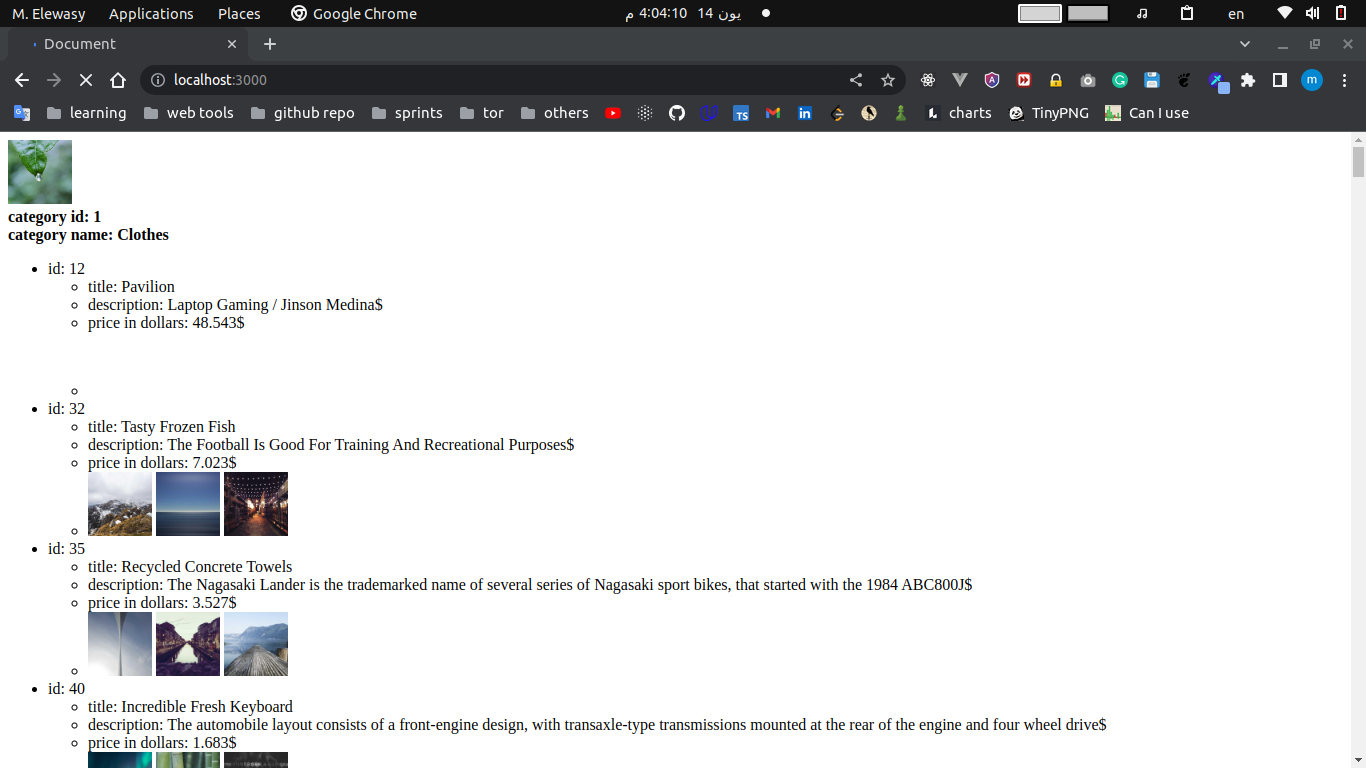 M. Elewasy Applications Places Google Chrome 4:04:10 م 14 يون en
Document
localhost:3000 m
learning web tools github repo sprints tor others TS in charts TinyPNG Can I use
category id: 1
category name: Clothes
id: 12
title: Pavilion
description: Laptop Gaming / Jinson Medina$
price in dollars: 48.543$
id: 32
title: Tasty Frozen Fish
description: The Football Is Good For Training And Recreational Purposes$
price in dollars: 7.023$
id: 35
title: Recycled Concrete Towels
description: The Nagasaki Lander is the trademarked name of several series of Nagasaki sport bikes, that started with the 1984 ABC800J$
price in dollars: 3.527$
id: 40
title: Incredible Fresh Keyboard
description: The automobile layout consists of a front-engine design, with transaxle-type transmissions mounted at the rear of the engine and four wheel drive$
price in dollars: 1.683$